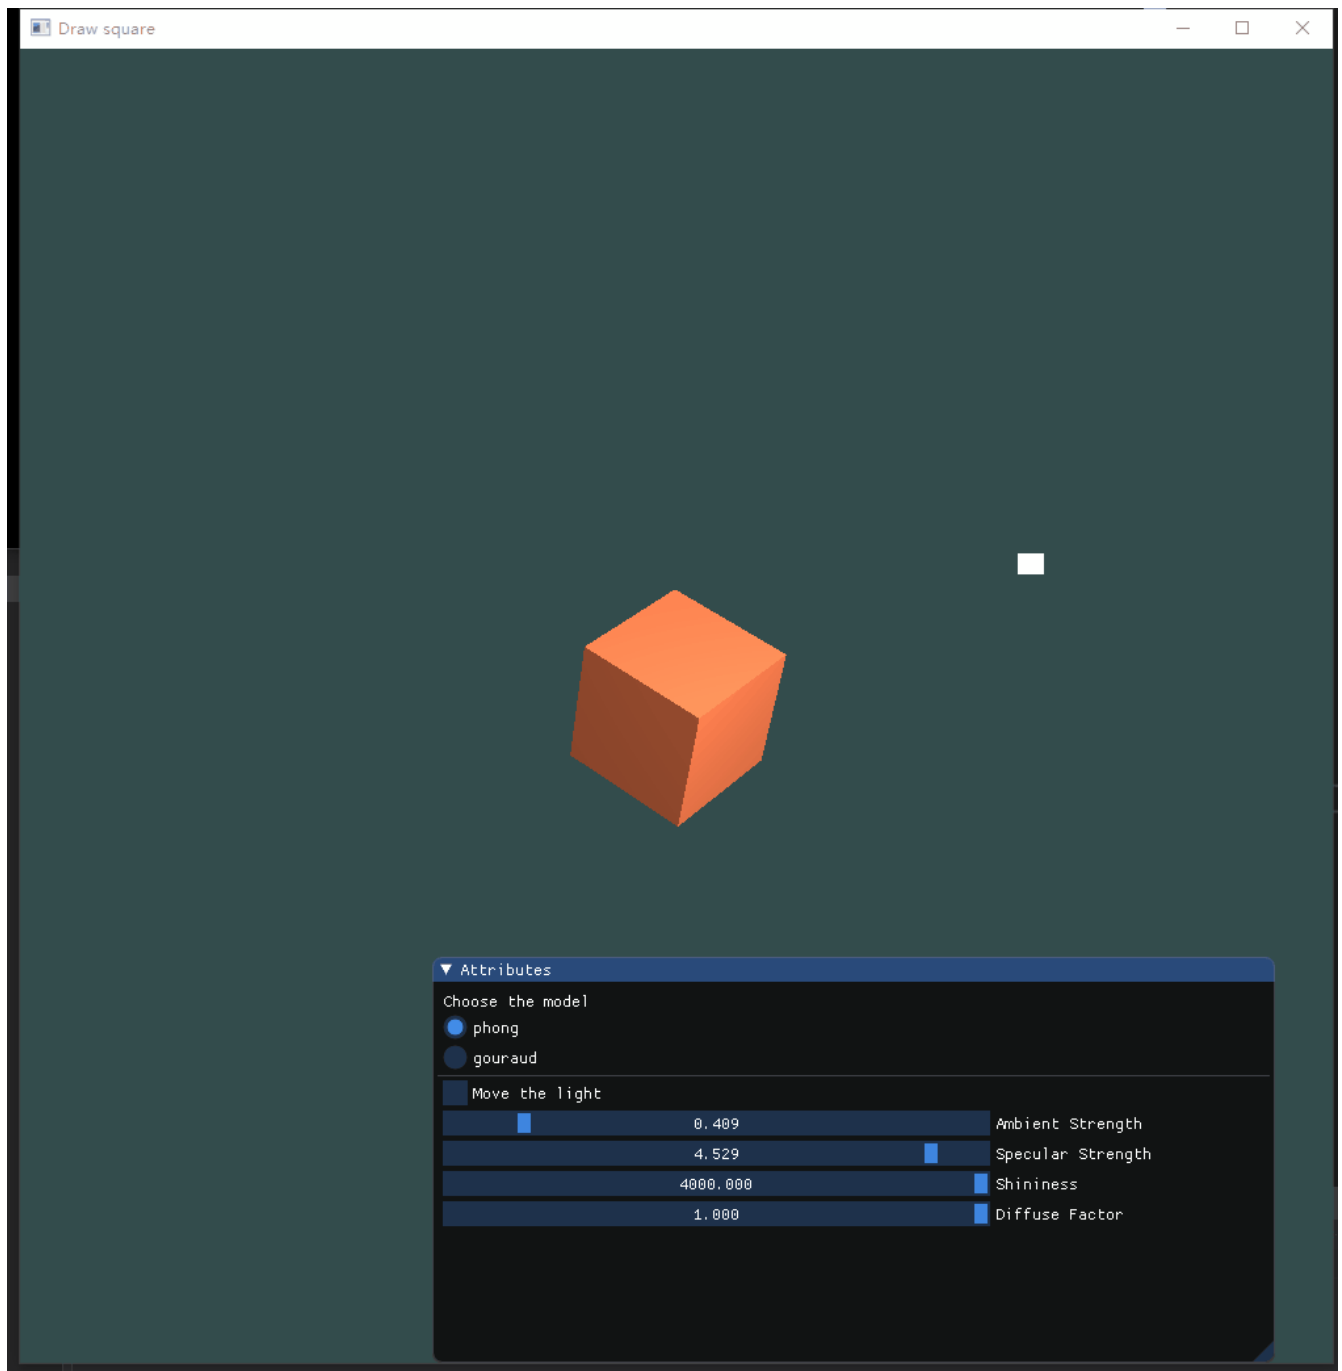 Draw square
Attributes
Choose the model
phong
gouraud
Move the light
0.409 Ambient Strength
4.529 Specular Strength
4000.000 Shininess
1.000 Diffuse Factor